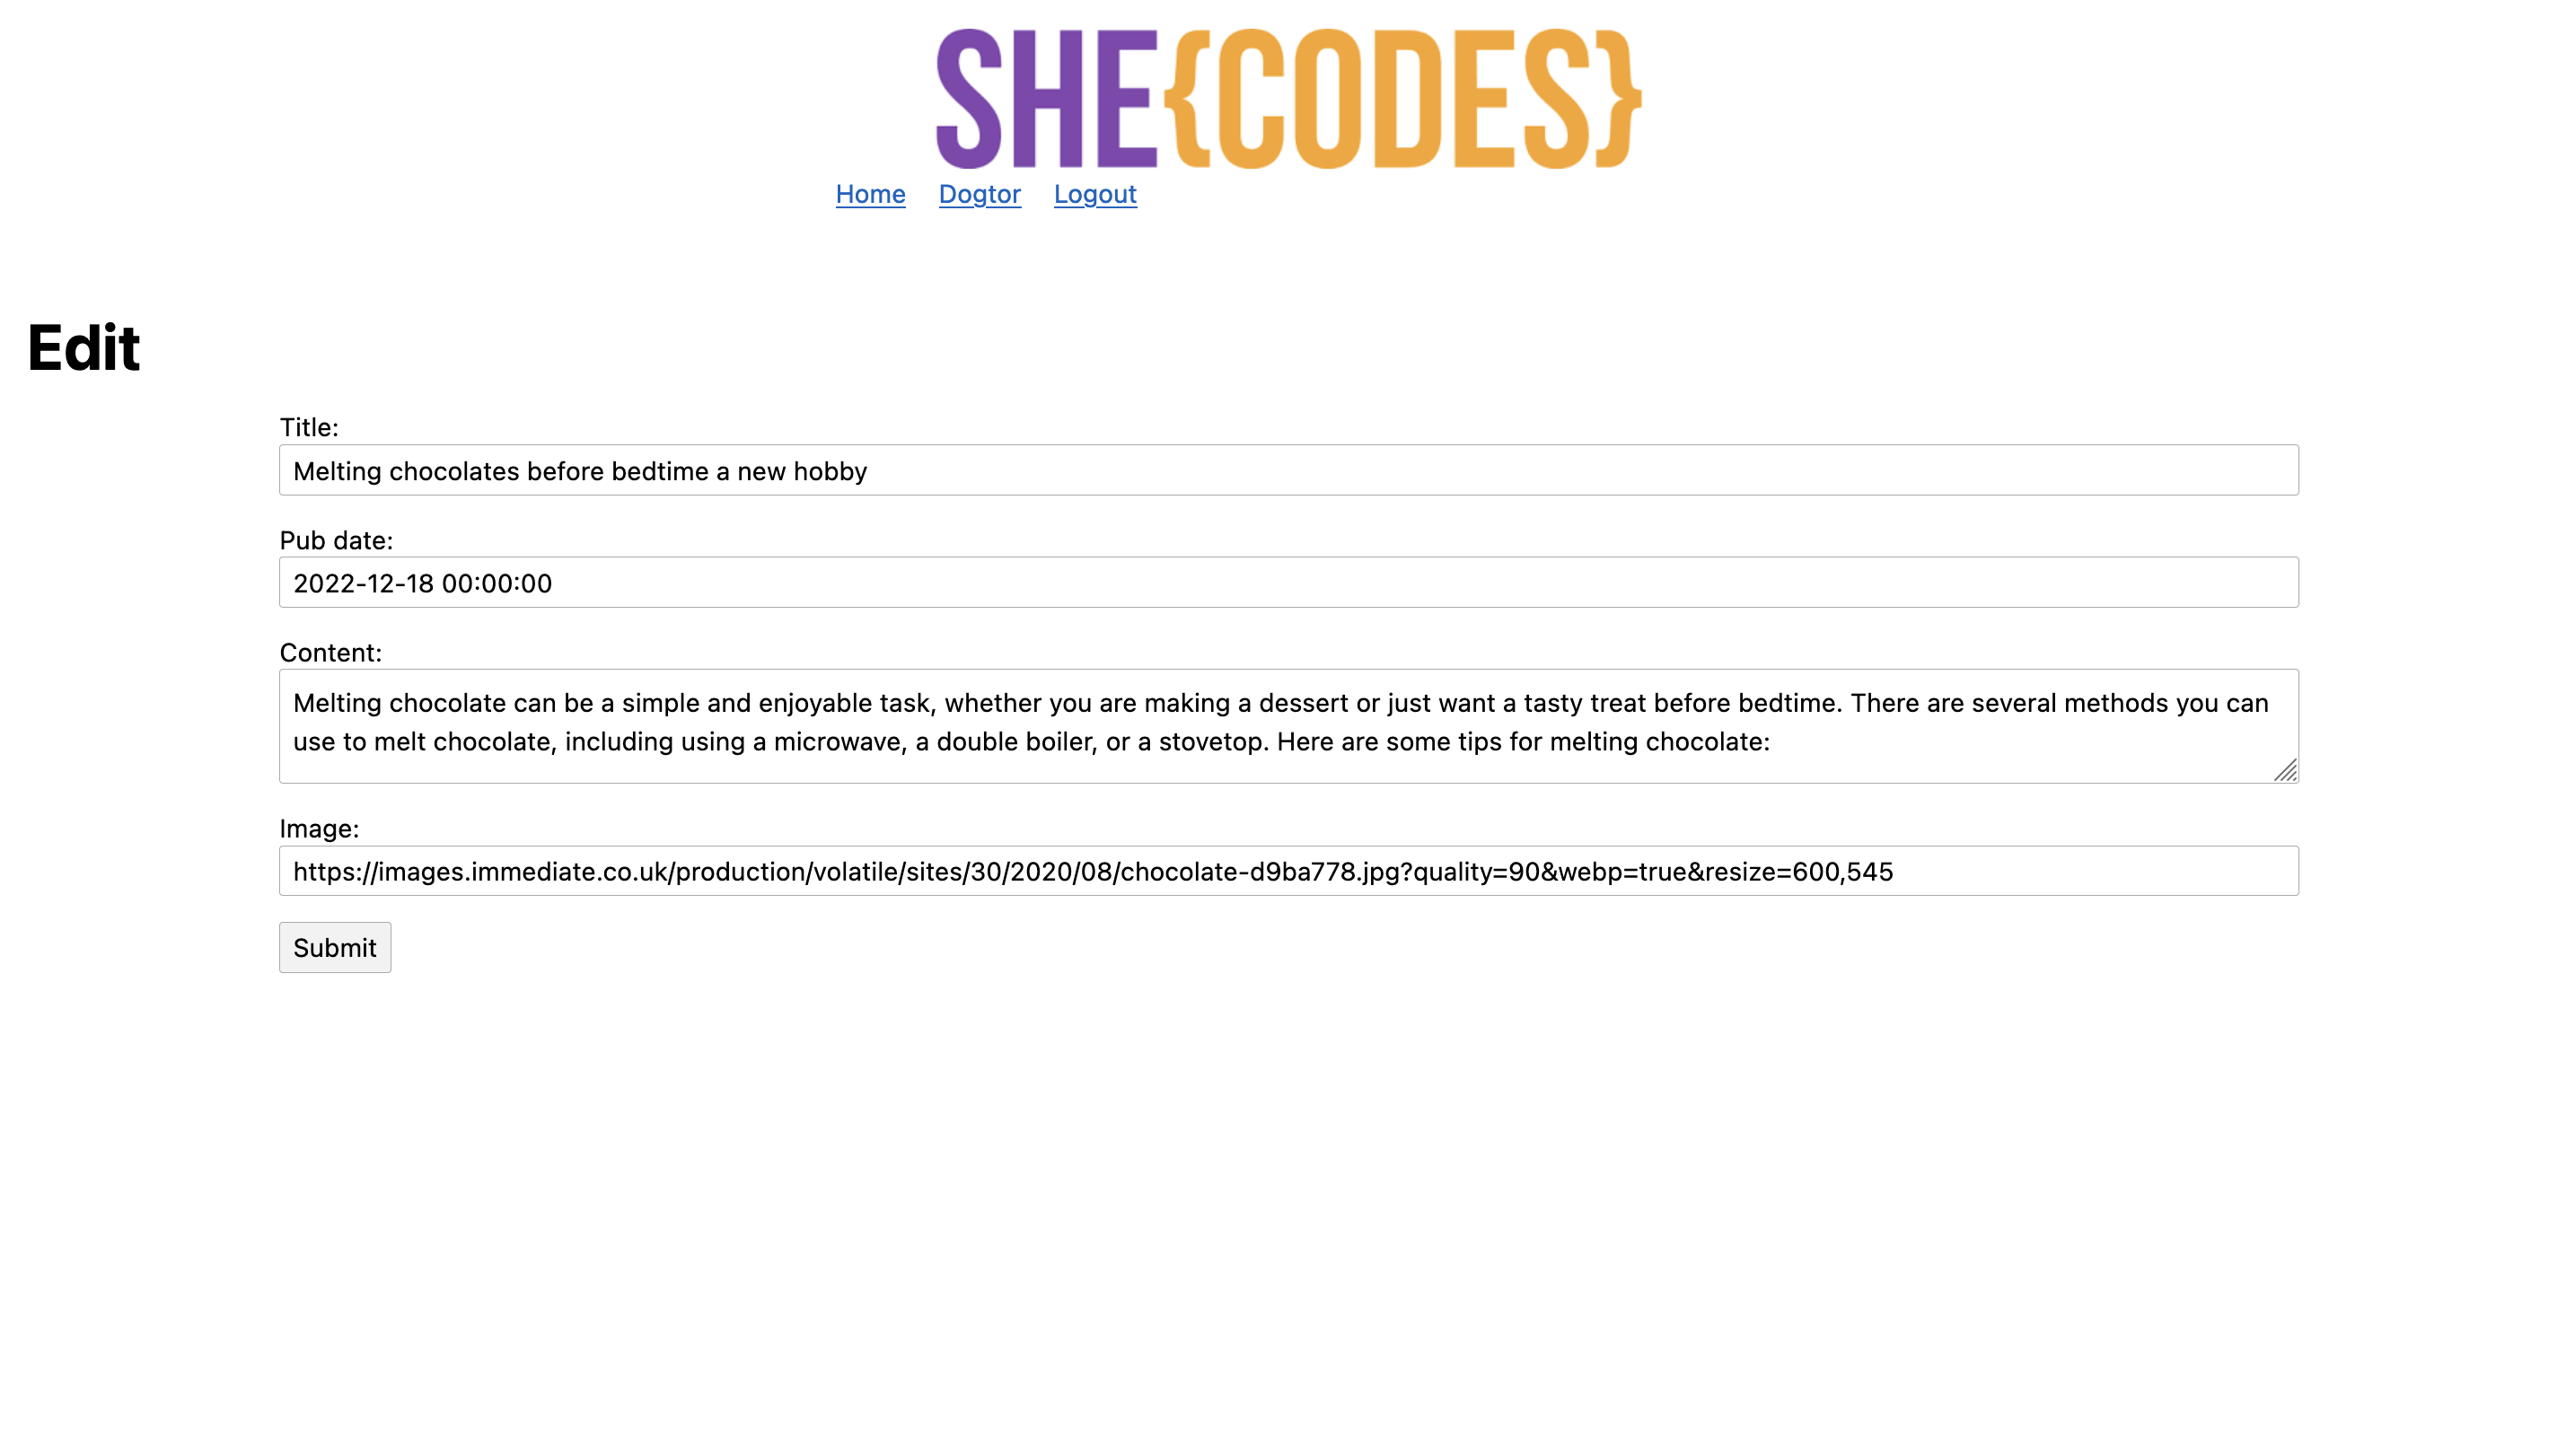 SHE{CODES}
Home Dogtor Logout
Edit
Title:
Melting chocolates before bedtime a new hobby
Pub date:
2022-12-18 00:00:00
Content:
Melting chocolate can be a simple and enjoyable task, whether you are making a dessert or just want a tasty treat before bedtime. There are several methods you can
use to melt chocolate, including using a microwave, a double boiler, or a stovetop. Here are some tips for melting chocolate:
Image:
https://images.immediate.co.uk/production/volatile/sites/30/2020/08/chocolate-d9ba778.jpg?quality=90&webp=true&resize=600,545
Submit